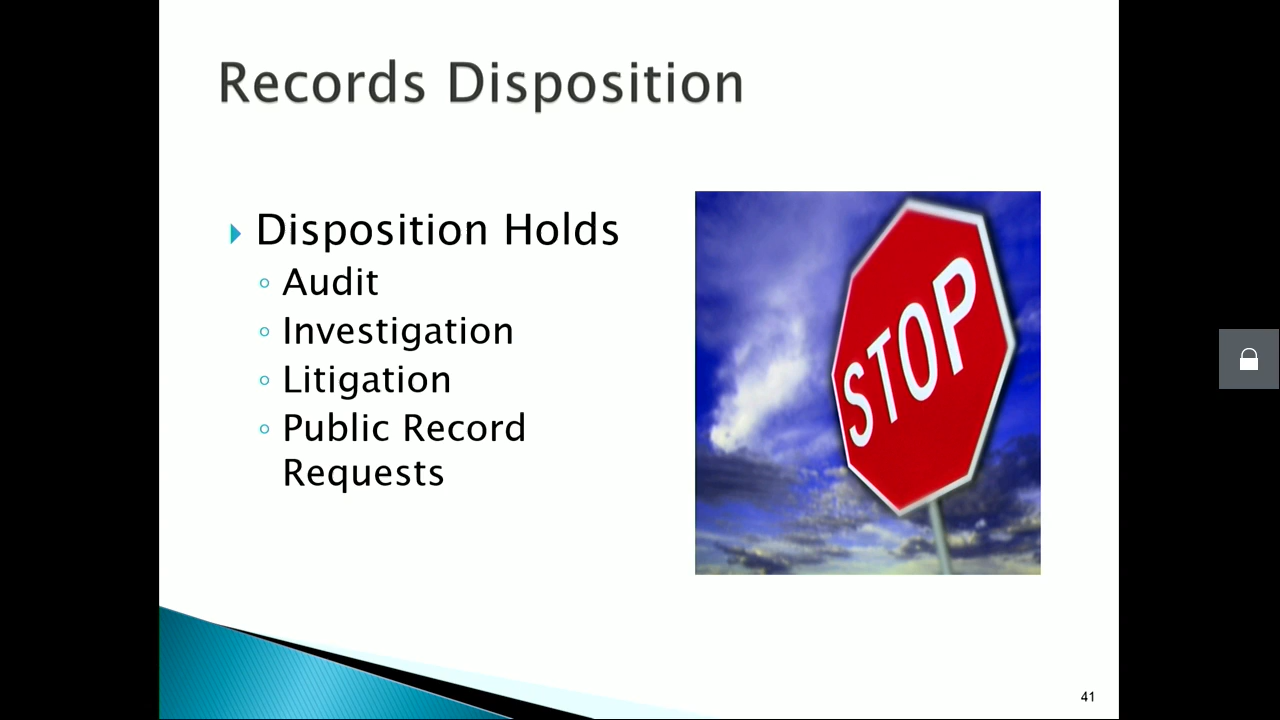 Records Disposition
Disposition Holds
Audit
Investigation
Litigation
Public Record
Requests
STOP
41